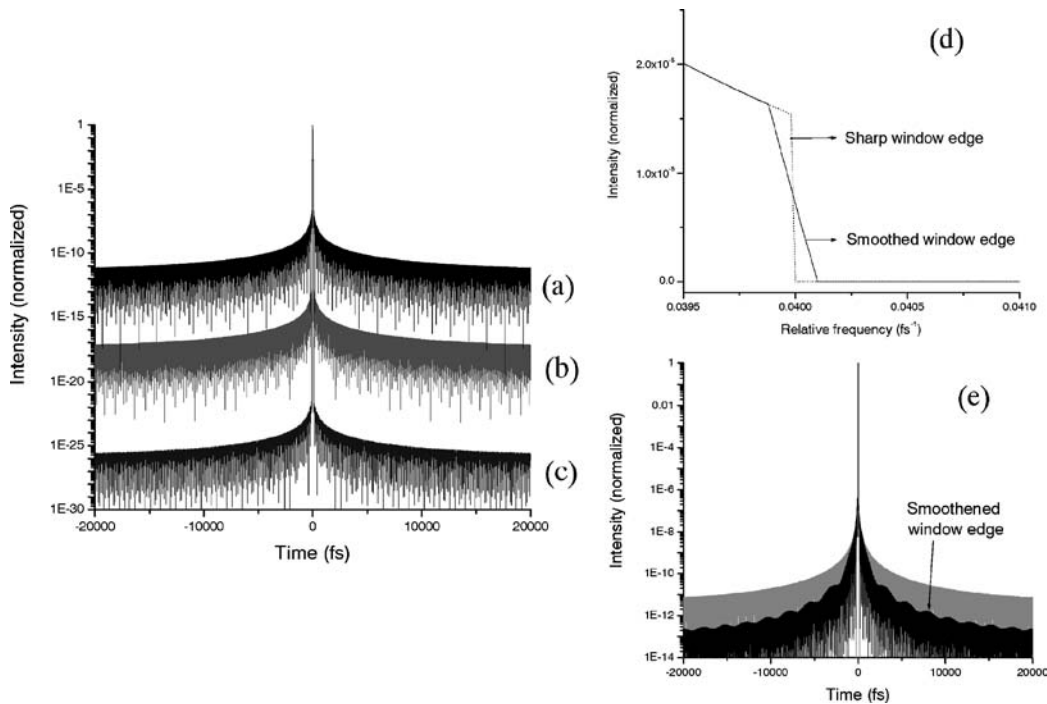 1
1E-5
1E-10
1E-15
1E-20
1E-25
1E-30
Intensity (normalized)
-20000
-10000
0
10000
20000
Time (fs)
(a)
(b)
(c)
(d)
2.0x10⁻⁵
1.0x10⁻⁵
0.0
Intensity (normalized)
Sharp window edge
Smoothed window edge
0.0395
0.0400
0.0405
0.0410
Relative frequency (fs⁻¹)
(e)
1
0.01
1E-4
1E-6
1E-8
1E-10
1E-12
1E-14
Intensity (normalized)
Smoothened
window edge
-20000
-10000
0
10000
20000
Time (fs)